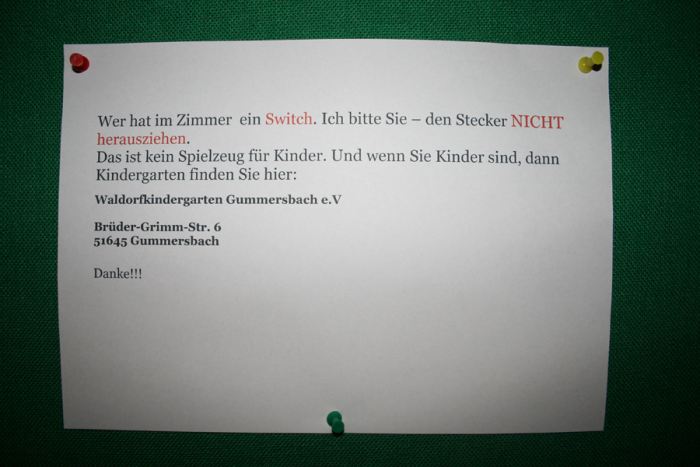 Wer hat im Zimmer ein Switch. Ich bitte Sie – den Stecker NICHT
herausziehen.
Das ist kein Spielzeug für Kinder. Und wenn Sie Kinder sind, dann
Kindergarten finden Sie hier:
Waldorfkindergarten Gummersbach e.V
Brüder-Grimm-Str. 6
51645 Gummersbach
Danke!!!